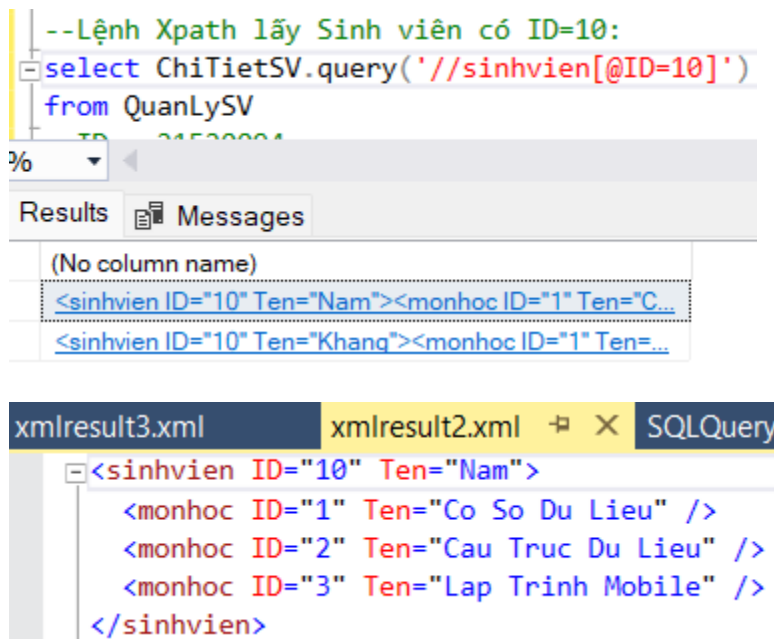 --Lệnh Xpath lấy Sinh viên có ID=10:
select ChiTietSV.query('//sinhvien[@ID=10]')
from QuanLySV
%
Results Messages
(No column name)
<sinhvien ID="10" Ten="Nam"><monhoc ID="1" Ten="C...
<sinhvien ID="10" Ten="Khang"><monhoc ID="1" Ten=...
xmlresult3.xml xmlresult2.xml SQLQuery
<sinhvien ID="10" Ten="Nam">
<monhoc ID="1" Ten="Co So Du Lieu" />
<monhoc ID="2" Ten="Cau Truc Du Lieu" />
<monhoc ID="3" Ten="Lap Trinh Mobile" />
</sinhvien>